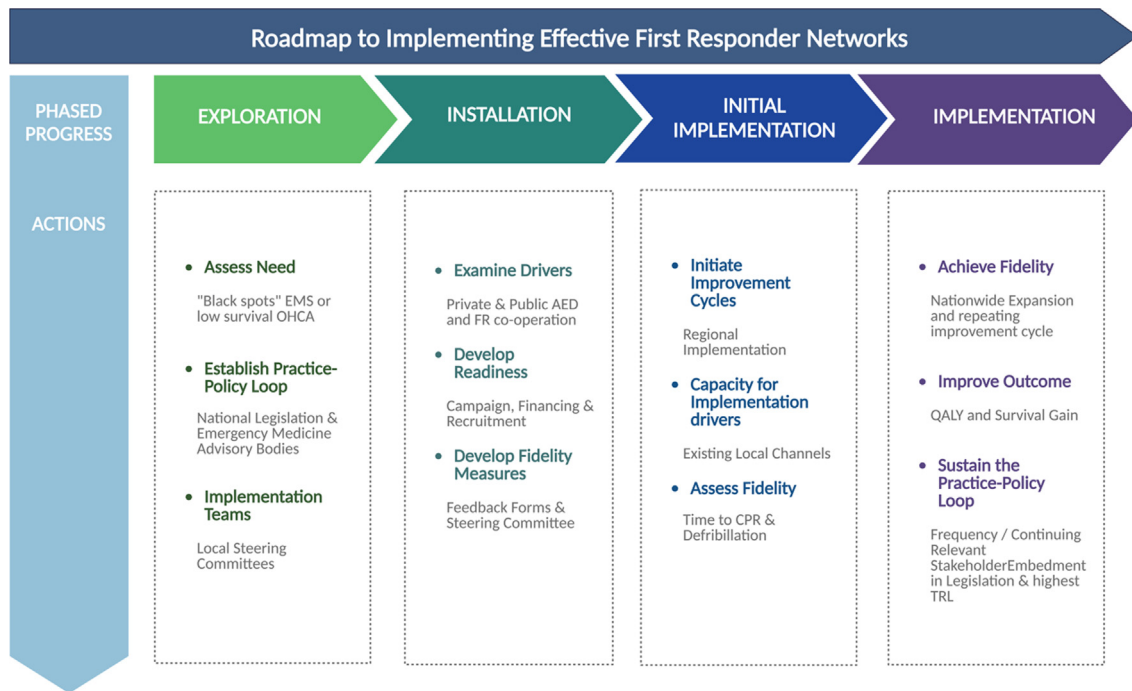 Roadmap to Implementing Effective First Responder Networks
PHASED
PROGRESS
EXPLORATION
INSTALLATION
INITIAL
IMPLEMENTATION
IMPLEMENTATION
ACTIONS
• Assess Need
"Black spots" EMS or
low survival OHCA
• Establish Practice-
Policy Loop
National Legislation &
Emergency Medicine
Advisory Bodies
• Implementation
Teams
Local Steering
Committees
• Examine Drivers
Private & Public AED
and FR co-operation
• Develop
Readiness
Campaign, Financing &
Recruitment
• Develop Fidelity
Measures
Feedback Forms &
Steering Committee
• Initiate
Improvement
Cycles
Regional
Implementation
• Capacity for
Implementation
drivers
Existing Local Channels
• Assess Fidelity
Time to CPR &
Defribillation
• Achieve Fidelity
Nationwide Expansion
and repeating
improvement cycle
• Improve Outcome
QALY and Survival Gain
• Sustain the
Practice-Policy
Loop
Frequency / Continuing
Relevant
StakeholderEmbedment
in Legislation & highest
TRL